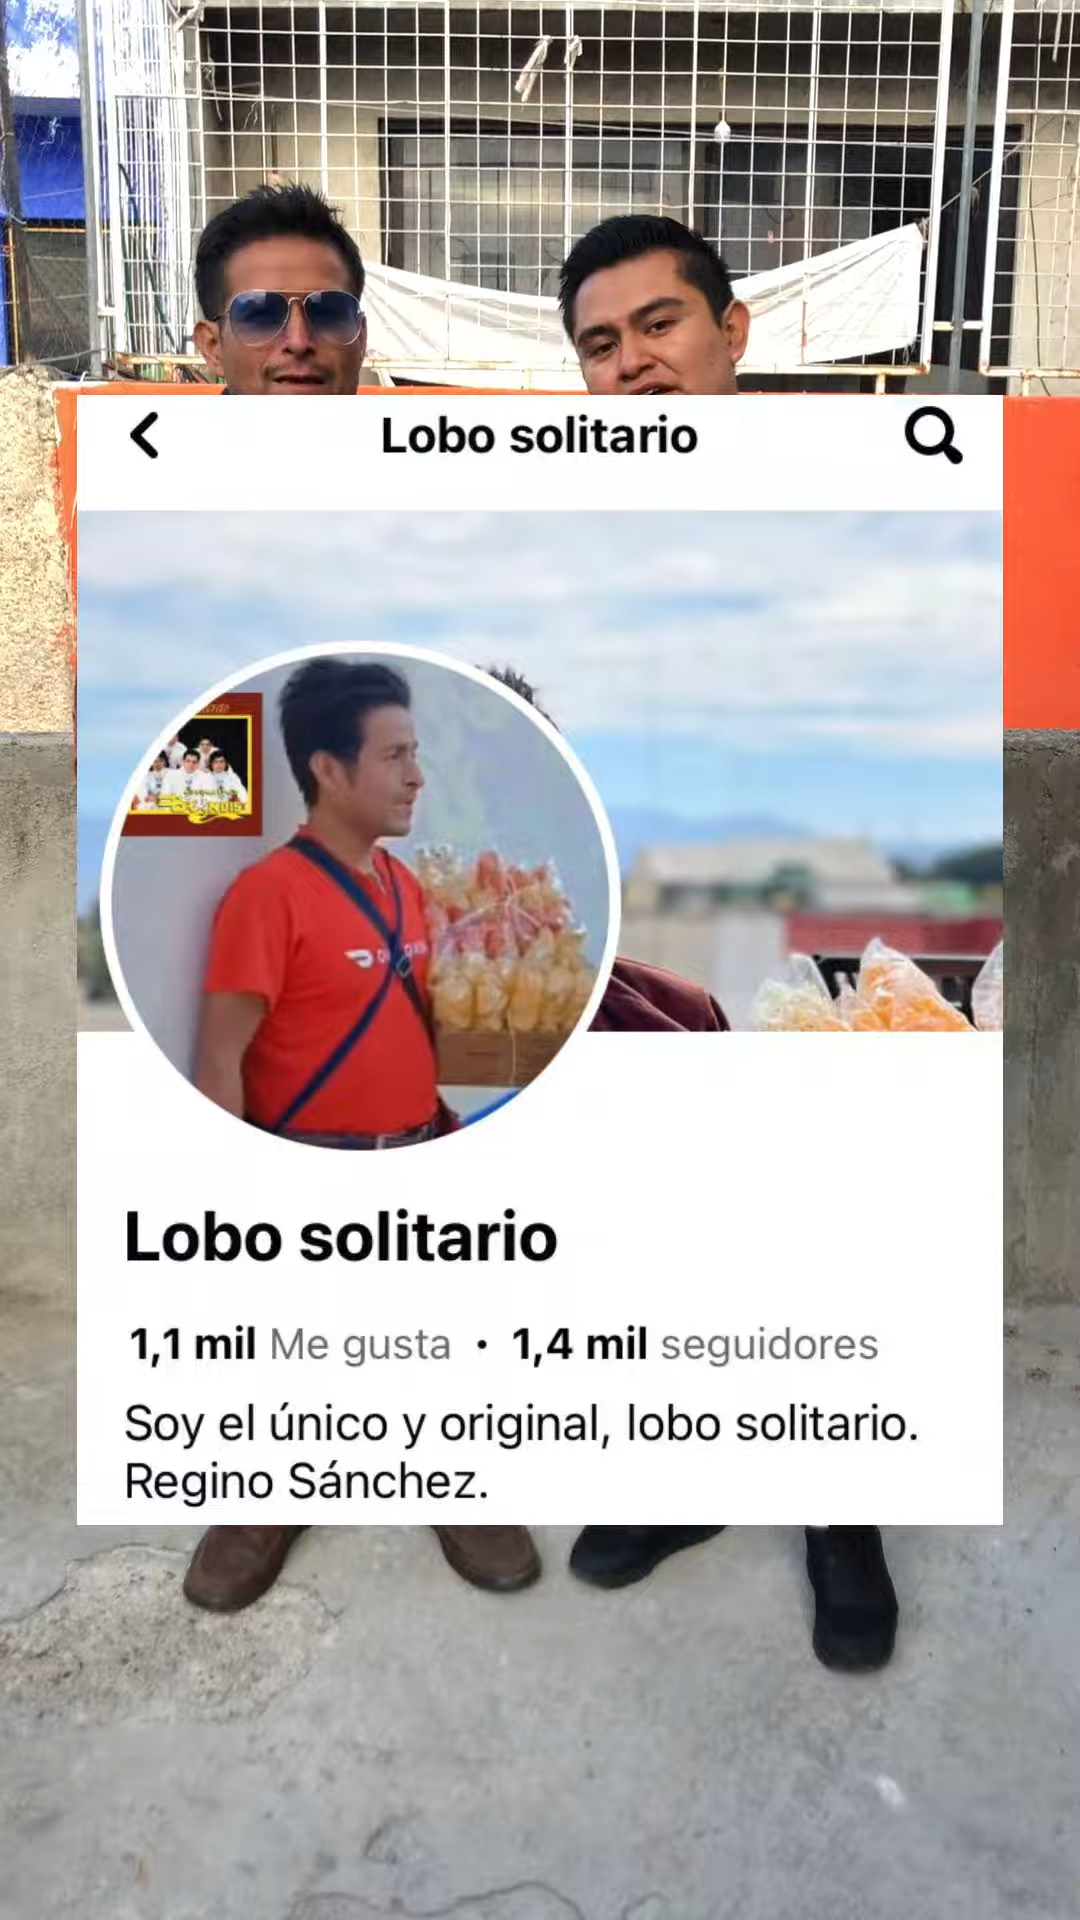 Lobo solitario
Lobo solitario
1,1 mil Me gusta · 1,4 mil seguidores
Soy el único y original, lobo solitario.
Regino Sánchez.